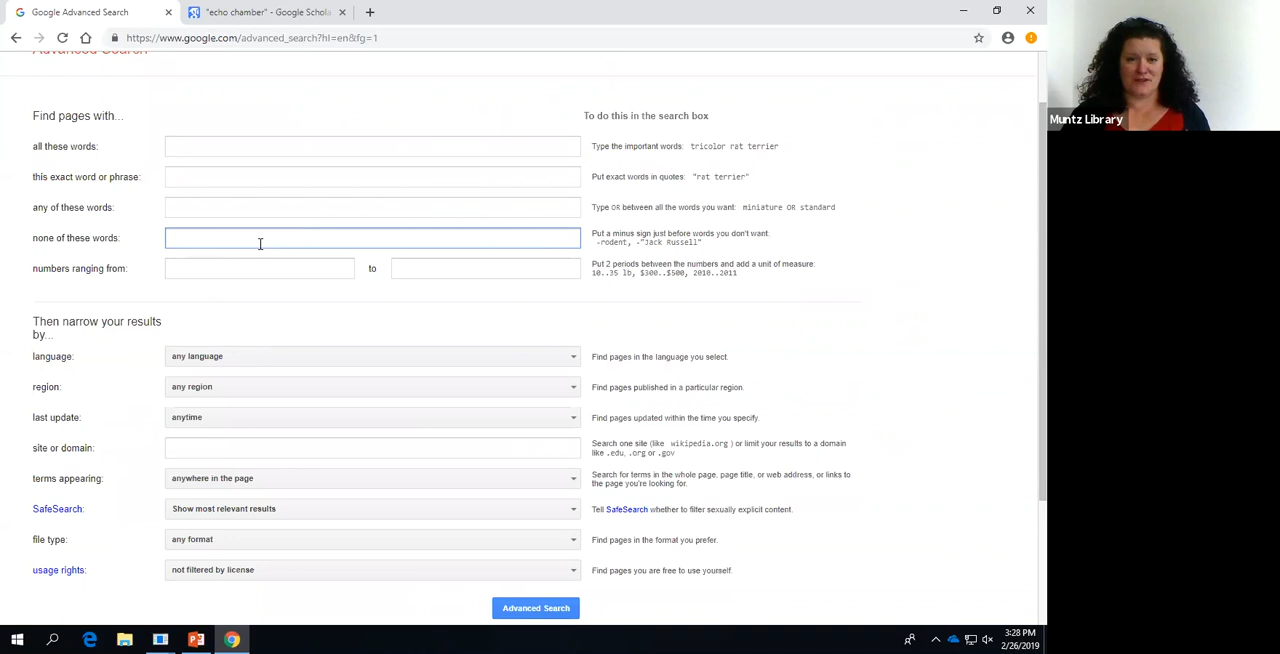 Google Advanced Search
"echo chamber" - Google Schola
https://www.google.com/advanced_search?hl=en&fg=1
Muntz Library
Advanced Search
Find pages with...
To do this in the search box
all these words:
Type the important words: tricolor rat terrier
this exact word or phrase:
Put exact words in quotes: "rat terrier"
any of these words:
Type OR between all the words you want: miniature OR standard
none of these words:
Put a minus sign just before words you don't want:
-rodent, -"Jack Russell"
numbers ranging from:
to
Put 2 periods between the numbers and add a unit of measure:
10..35 lb, $300..$500, 2010..2011
Then narrow your results
by...
language:
any language
Find pages in the language you select.
region:
any region
Find pages published in a particular region.
last update:
anytime
Find pages updated within the time you specify.
site or domain:
Search one site (like wikipedia.org ) or limit your results to a domain
like .edu, .org or .gov
terms appearing:
anywhere in the page
Search for terms in the whole page, page title, or web address, or links to
the page you're looking for.
SafeSearch:
Show most relevant results
Tell SafeSearch whether to filter sexually explicit content.
file type:
any format
Find pages in the format you prefer.
usage rights:
not filtered by license
Find pages you are free to use yourself.
Advanced Search
3:28 PM
2/26/2019